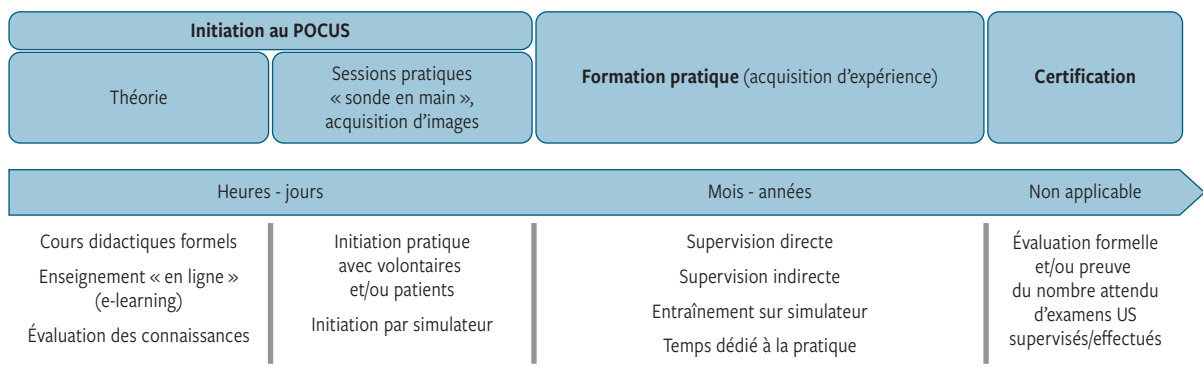 Initiation au POCUS
Théorie
Sessions pratiques
« sonde en main »,
acquisition d’images
Formation pratique (acquisition d’expérience)
Certification
Heures - jours
Mois - années
Non applicable
Cours didactiques formels
Enseignement « en ligne »
(e-learning)
Évaluation des connaissances
Initiation pratique
avec volontaires
et/ou patients
Initiation par simulateur
Supervision directe
Supervision indirecte
Entraînement sur simulateur
Temps dédié à la pratique
Évaluation formelle
et/ou preuve
du nombre attendu
d’examens US
supervisés/effectués